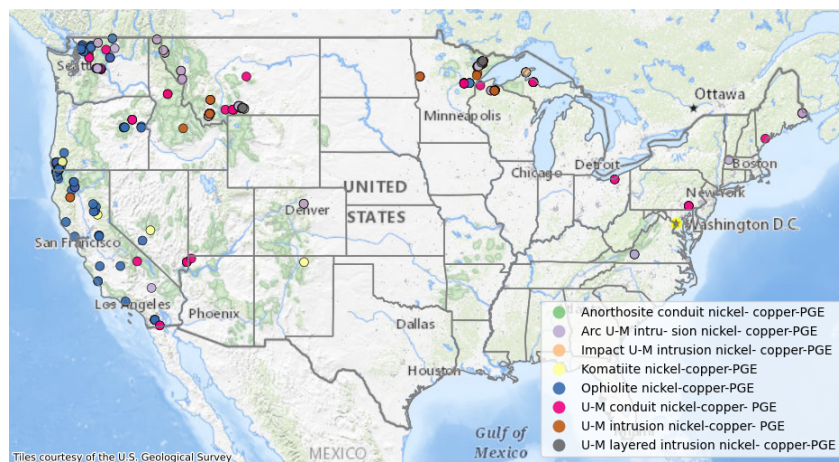 Seattle
Ottawa
Minneapolis
Chicago
Detroit
Boston
New York
UNITED
STATES
Denver
Washington D.C.
San Francisco
Los Angeles
Phoenix
Dallas
Houston
Gulf of
Mexico
MEXICO
Anorthosite conduit nickel- copper-PGE
Arc U-M intru- sion nickel- copper-PGE
Impact U-M intrusion nickel- copper-PGE
Komatiite nickel-copper-PGE
Ophiolite nickel-copper-PGE
U-M conduit nickel-copper- PGE
U-M intrusion nickel-copper- PGE
U-M layered intrusion nickel- copper-PGE
Tiles courtesy of the U.S. Geological Survey